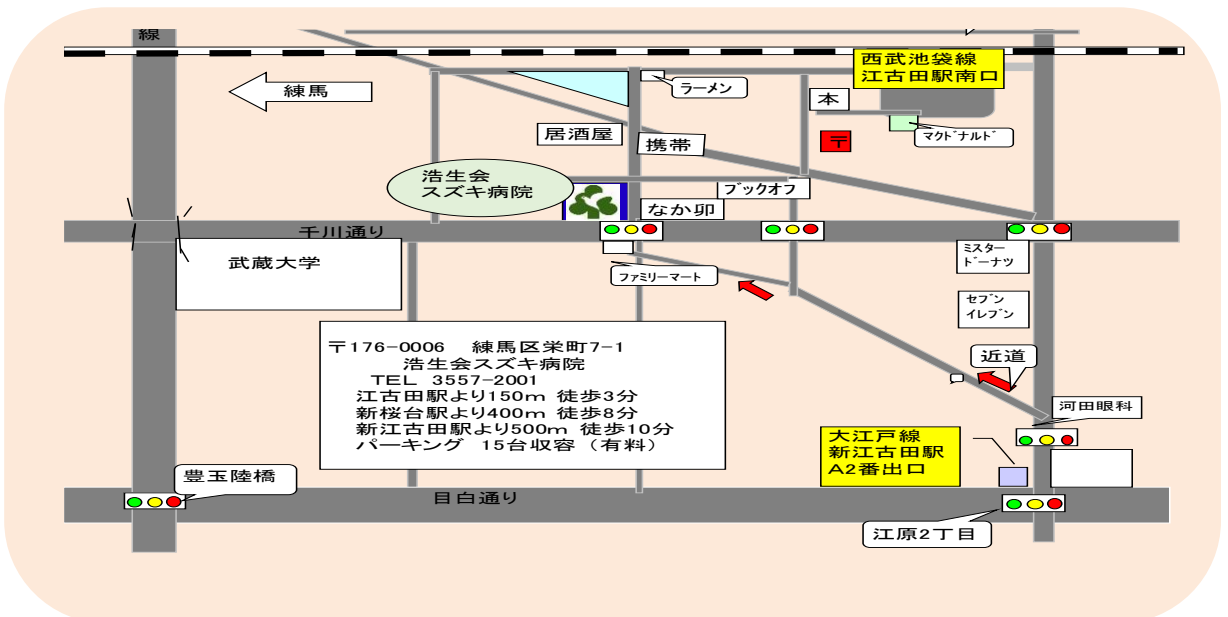 線
西武池袋線
江古田駅南口
練馬
ラーメン
本
居酒屋
携帯
〒
マクドナルド
浩生会
スズキ病院
ブックオフ
なか卯
千川通り
武蔵大学
ミスター
ドーナツ
ファミリーマート
セブン
イレブン
〒176-0006 練馬区栄町7-1
浩生会スズキ病院
TEL 3557-2001
江古田駅より150m 徒歩3分
新桜台駅より400m 徒歩8分
新江古田駅より500m 徒歩10分
パーキング 15台収容（有料）
近道
河田眼科
大江戸線
新江古田駅
A2番出口
豊玉陸橋
目白通り
江原2丁目